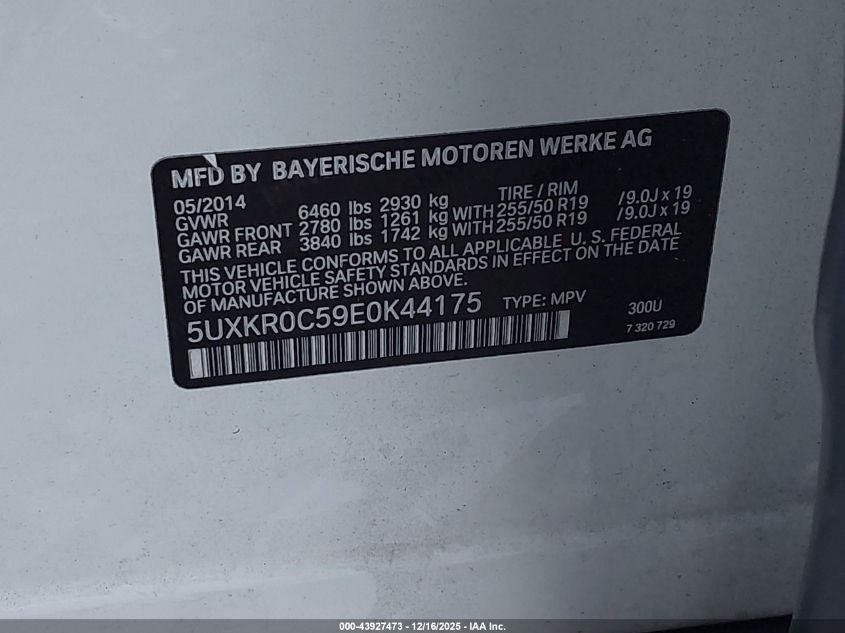 MFD BY BAYERISCHE MOTOREN WERKE AG
05/2014 TIRE / RIM
GVWR 6460 lbs 2930 kg
GAWR FRONT 2780 lbs 1261 kg WITH 255/50 R19 /9.0J x 19
GAWR REAR 3840 lbs 1742 kg WITH 255/50 R19 /9.0J x 19
THIS VEHICLE CONFORMS TO ALL APPLICABLE U. S. FEDERAL
MOTOR VEHICLE SAFETY STANDARDS IN EFFECT ON THE DATE
OF MANUFACTURE SHOWN ABOVE.
5UXKR0C59E0K44175 TYPE: MPV 300U
7 320 729
000-43927473 - 12/16/2025 - IAA Inc.